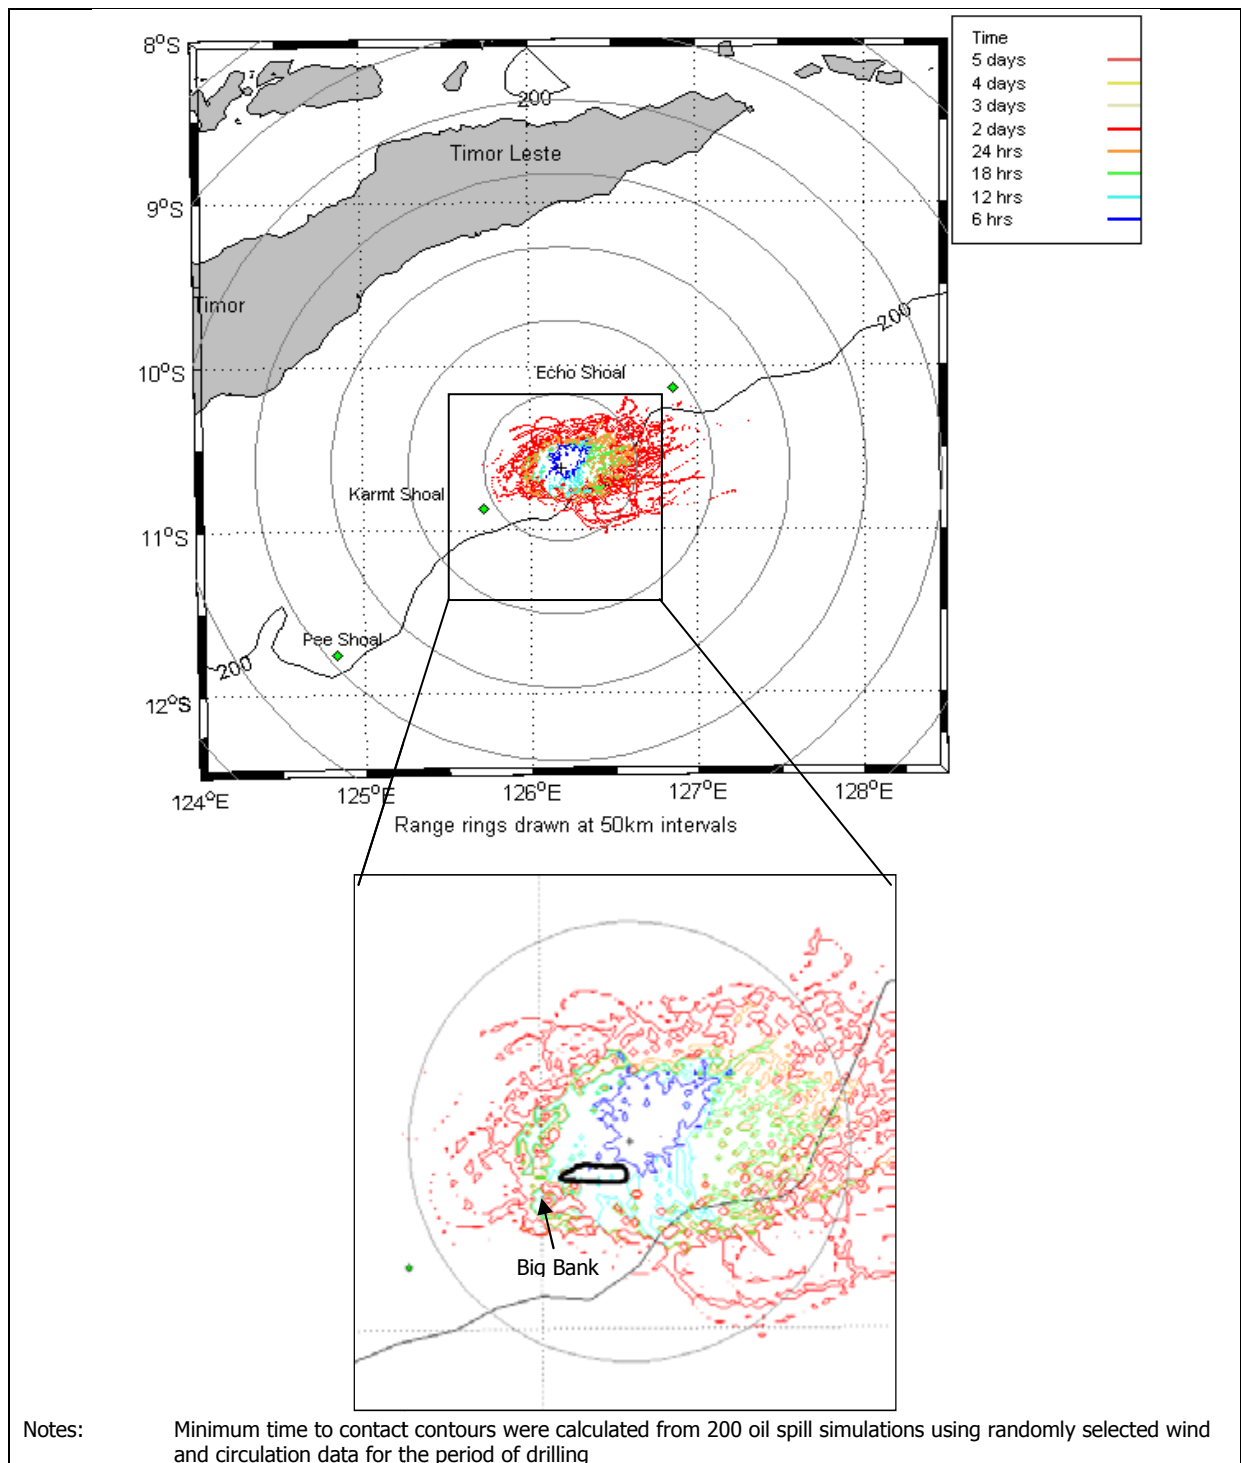 Time
5 days
4 days
3 days
2 days
24 hrs
18 hrs
12 hrs
6 hrs
8°S
200
Timor Leste
9°S
Timor
200
10°S
Echo Shoal
Karmt Shoal
11°S
Pee Shoal
200
12°S
124°E
125°E
126°E
127°E
128°E
Range rings drawn at 50km intervals
Big Bank
Notes: Minimum time to contact contours were calculated from 200 oil spill simulations using randomly selected wind
and circulation data for the period of drilling